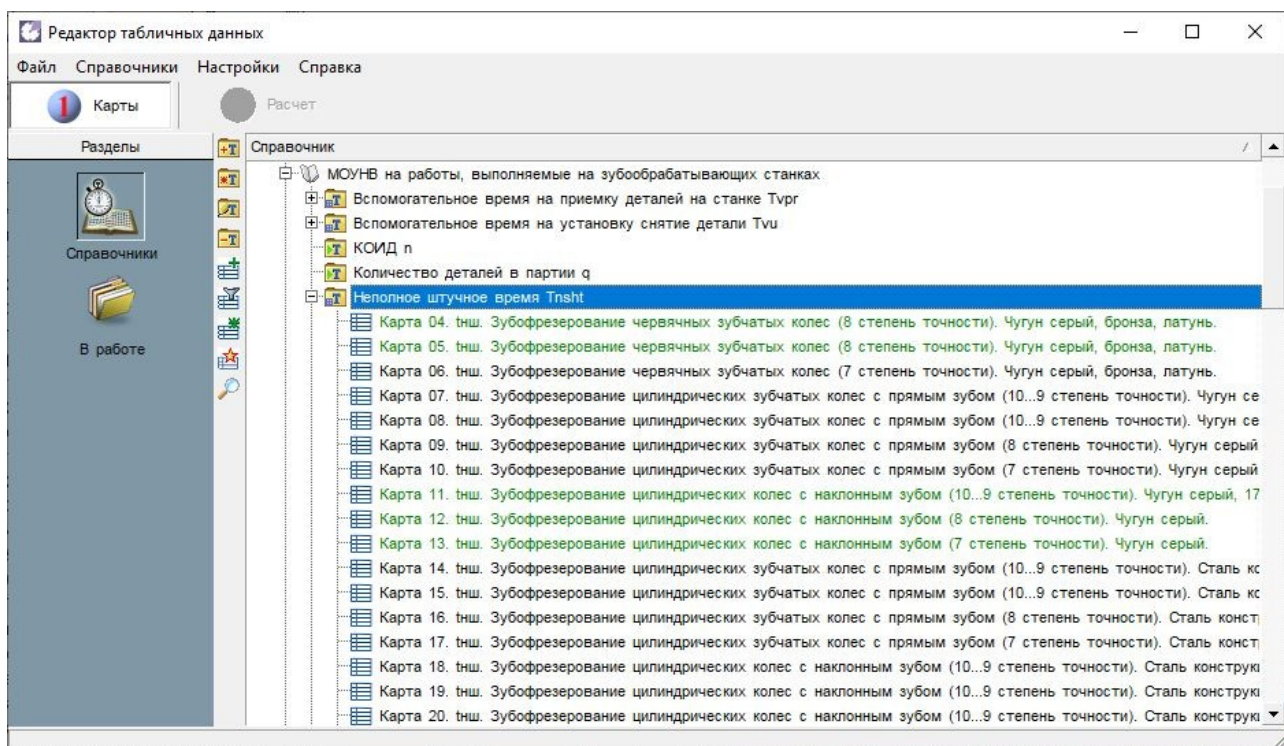 Редактор табличных данных
Файл Справочники Настройки Справка
1 Карты Расчет
Разделы
Справочники
В работе
Справочник
МОУНВ на работы, выполняемые на зубообрабатывающих станках
Вспомогательное время на приемку деталей на станке Tvpr
Вспомогательное время на установку снятие детали Tvu
КОИД n
Количество деталей в партии q
Неполное штучное время Tnsht
Карта 04. tнш. Зубофрезерование червячных зубчатых колес (8 степень точности). Чугун серый, бронза, латунь.
Карта 05. tнш. Зубофрезерование червячных зубчатых колес (8 степень точности). Чугун серый, бронза, латунь.
Карта 06. tнш. Зубофрезерование червячных зубчатых колес (7 степень точности). Чугун серый, бронза, латунь.
Карта 07. tнш. Зубофрезерование цилиндрических зубчатых колес с прямым зубом (10...9 степень точности). Чугун се
Карта 08. tнш. Зубофрезерование цилиндрических зубчатых колес с прямым зубом (10...9 степень точности). Чугун се
Карта 09. tнш. Зубофрезерование цилиндрических зубчатых колес с прямым зубом (8 степень точности). Чугун серый
Карта 10. tнш. Зубофрезерование цилиндрических зубчатых колес с прямым зубом (7 степень точности). Чугун серый
Карта 11. tнш. Зубофрезерование цилиндрических колес с наклонным зубом (10...9 степень точности). Чугун серый, 17
Карта 12. tнш. Зубофрезерование цилиндрических колес с наклонным зубом (8 степень точности). Чугун серый.
Карта 13. tнш. Зубофрезерование цилиндрических колес с наклонным зубом (7 степень точности). Чугун серый.
Карта 14. tнш. Зубофрезерование цилиндрических зубчатых колес с прямым зубом (10...9 степень точности). Сталь кс
Карта 15. tнш. Зубофрезерование цилиндрических зубчатых колес с прямым зубом (10...9 степень точности). Сталь кс
Карта 16. tнш. Зубофрезерование цилиндрических зубчатых колес с прямым зубом (8 степень точности). Сталь конст
Карта 17. tнш. Зубофрезерование цилиндрических зубчатых колес с прямым зубом (7 степень точности). Сталь конст
Карта 18. tнш. Зубофрезерование цилиндрических колес с наклонным зубом (10...9 степень точности). Сталь конструк
Карта 19. tнш. Зубофрезерование цилиндрических колес с наклонным зубом (10...9 степень точности). Сталь конструк
Карта 20. tнш. Зубофрезерование цилиндрических колес с наклонным зубом (10...9 степень точности). Сталь конструк